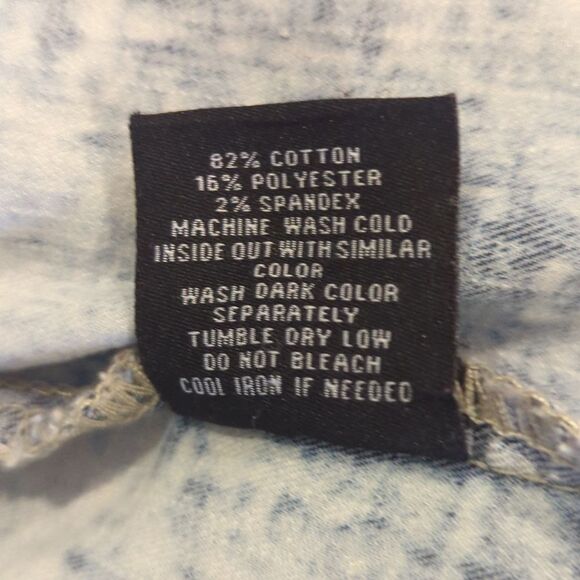 82% COTTON
16% POLYESTER
2% SPANDEX
MACHINE WASH COLD
INSIDE OUT WITH SIMILAR
COLOR
WASH DARK COLOR
SEPARATELY
TUMBLE DRY LOW
DO NOT BLEACH
COOL IRON IF NEEDED